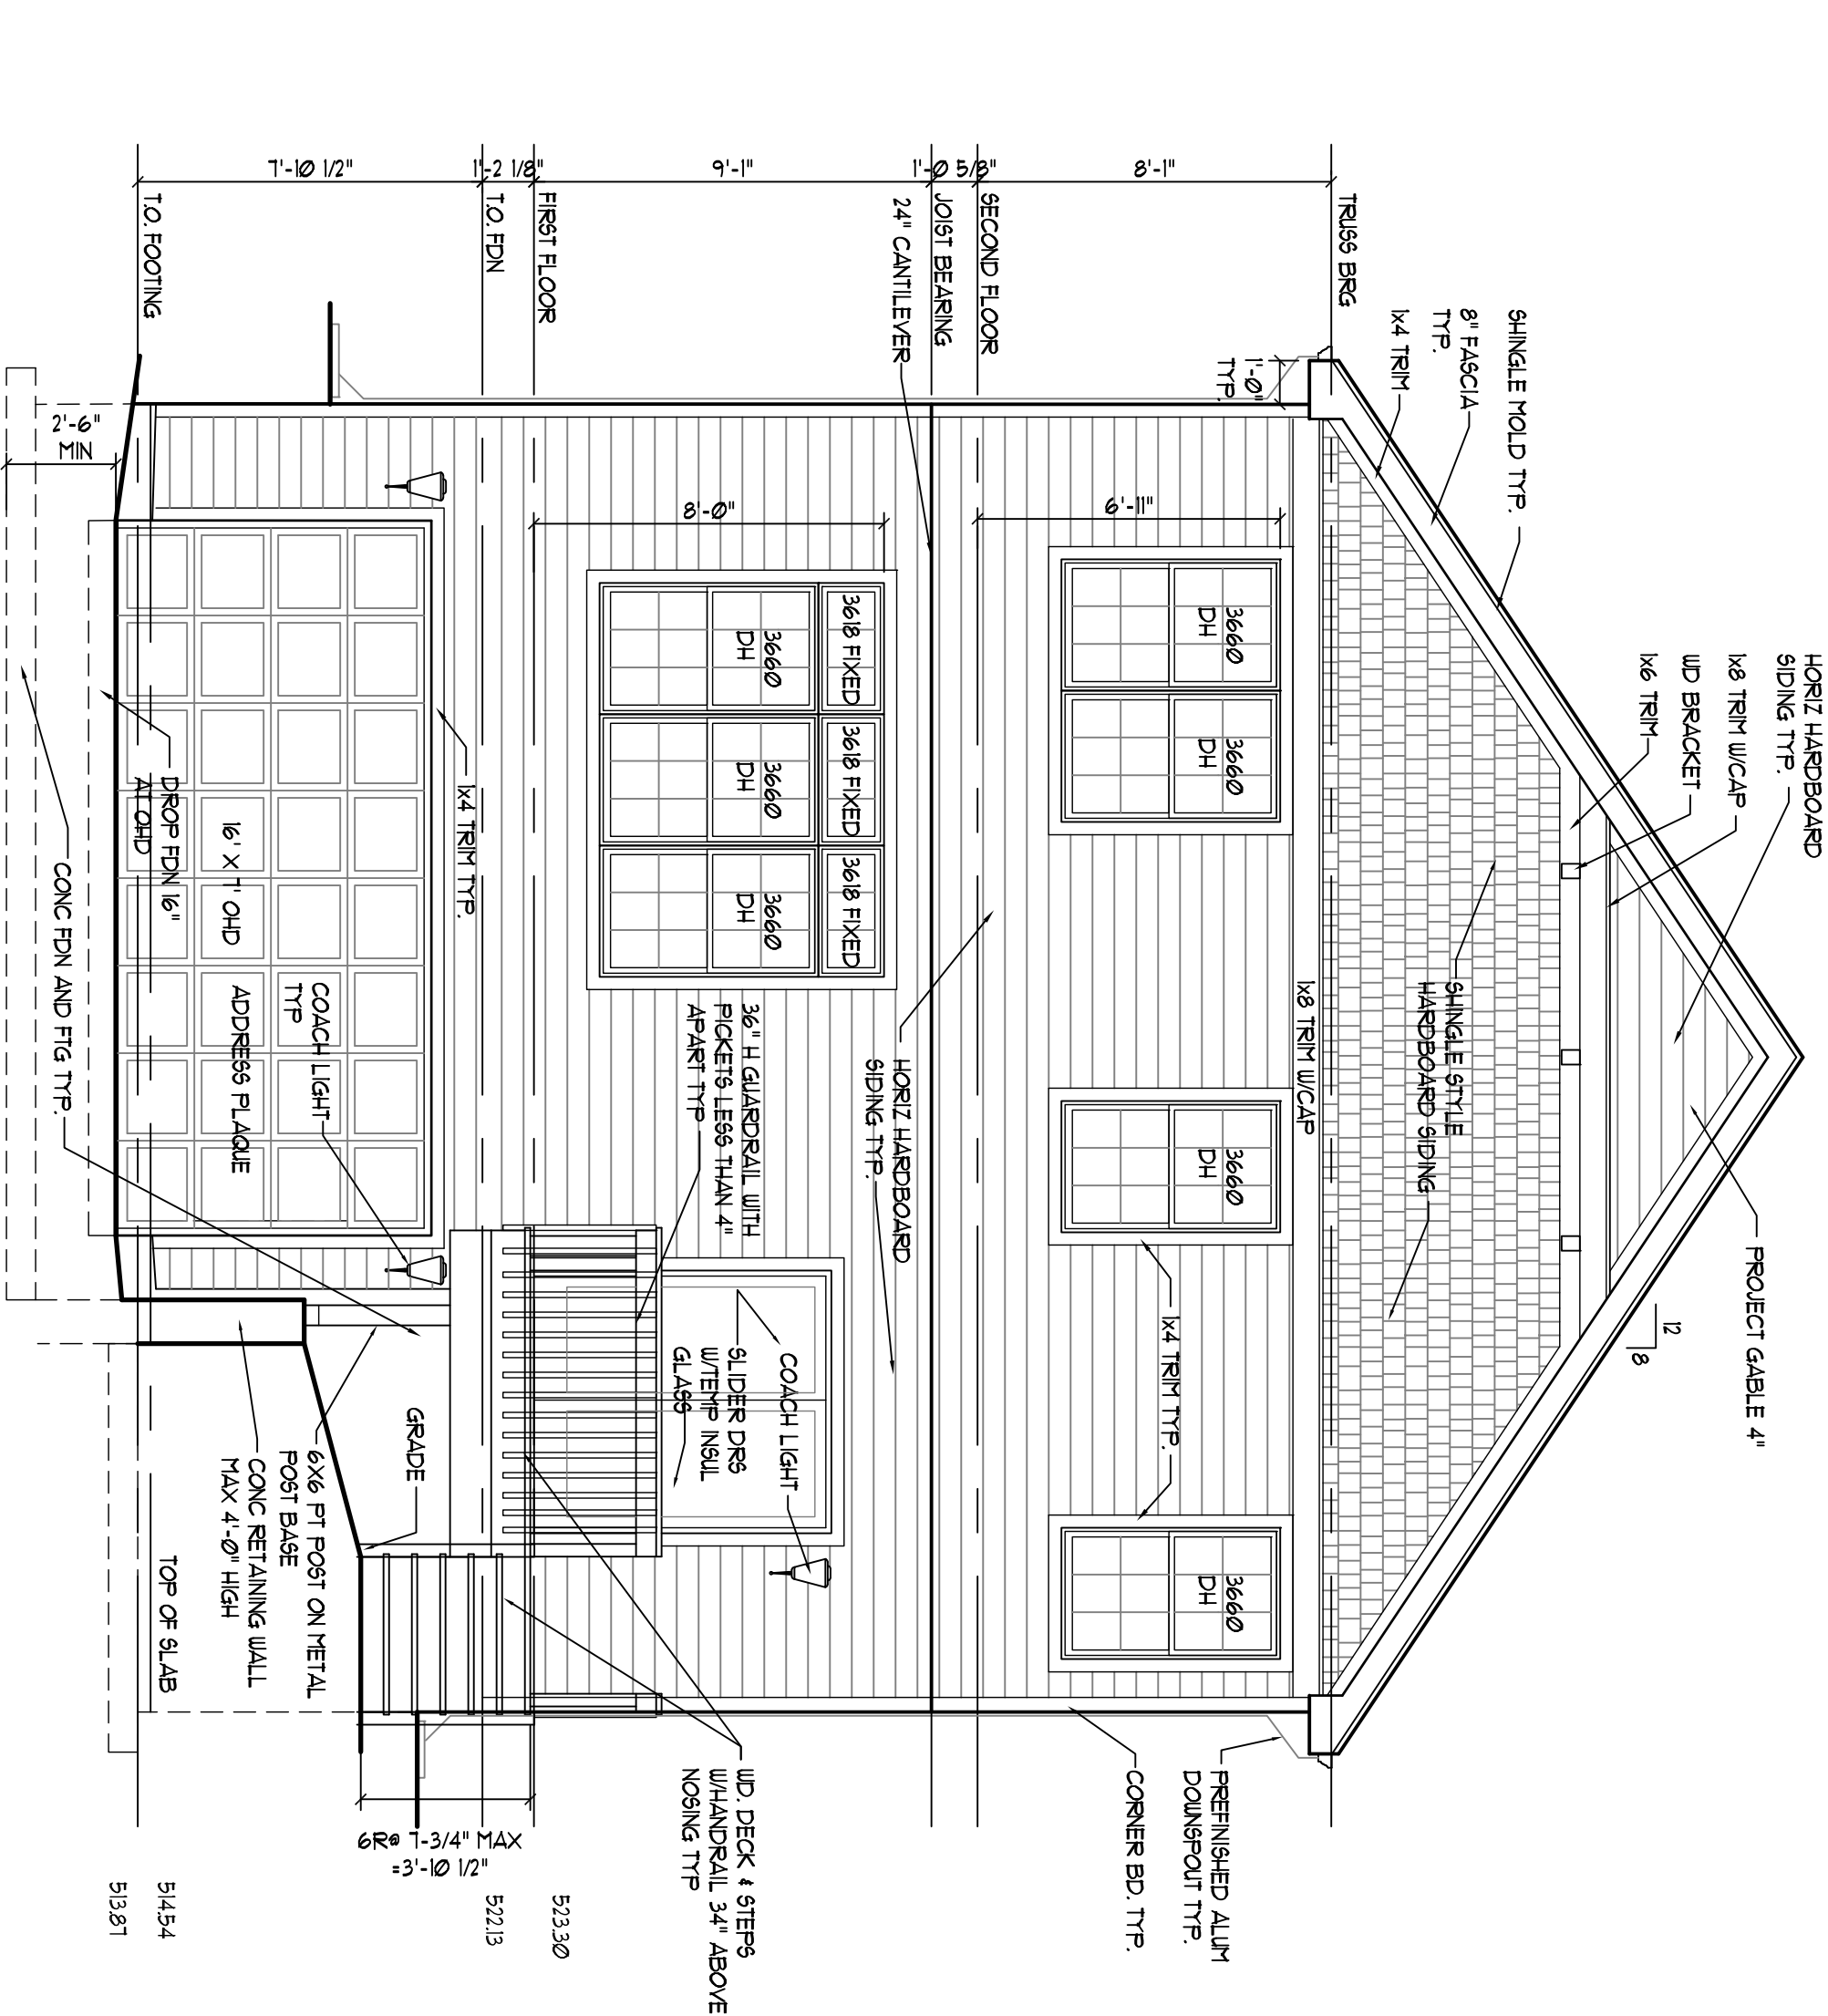 HORIZ HARDBOARD
SIDING TYP.
1x8 TRIM W/CAP
WD BRACKET
1x6 TRIM
PROJECT GABLE 4"
12
8
SHINGLE MOLD TYP.
8" FASCIA
TYP.
1x4 TRIM
SHINGLE STYLE
HARDBOARD SIDING
TRUSS BRG
1'-0"
TYP.
1x8 TRIM W/CAP
8'-1"
6'-11"
3660
DH
3660
DH
3660
DH
3660
DH
1x4 TRIM TYP.
PREFINISHED ALUM
DOWNSPOUT TYP.
CORNER BD. TYP.
SECOND FLOOR
1'-0 5/8"
JOIST BEARING
24" CANTILEVER
HORIZ HARDBOARD
SIDING TYP.
9'-1"
8'-0"
3618 FIXED
3618 FIXED
3618 FIXED
3660
DH
3660
DH
3660
DH
36" H GUARDRAIL WITH
PICKETS LESS THAN 4"
APART TYP
COACH LIGHT
SLIDER DRS
W/TEMP INSUL
GLASS
WD. DECK & STEPS
W/HANDRAIL 34" ABOVE
NOSING TYP
FIRST FLOOR
523.30
1'-2 1/8"
T.O. FDN
522.13
1x4 TRIM TYP.
GRADE
6R@ 7-3/4" MAX
=3'-10 1/2"
7'-10 1/2"
COACH LIGHT
TYP
ADDRESS PLAQUE
16' X 7' OHD
6X6 PT POST ON METAL
POST BASE
CONC RETAINING WALL
MAX 4'-0" HIGH
DROP FDN 16"
AT OHD
TOP OF SLAB
514.54
T.O. FOOTING
513.87
2'-6"
MIN
CONC FDN AND FTG TYP.